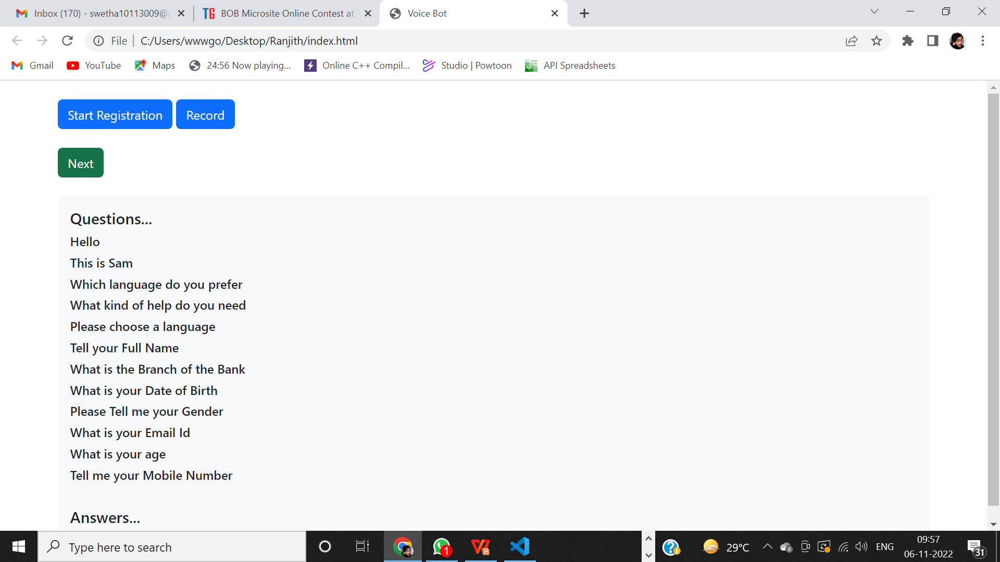 Inbox (170) - swetha10113009@g
BOB Microsite Online Contest at
Voice Bot
File
C:/Users/wwwgo/Desktop/Ranjith/index.html
Gmail
YouTube
Maps
24:56 Now playing...
Online C++ Compil...
Studio | Powtoon
API Spreadsheets
Start Registration
Record
Next
Questions...
Hello
This is Sam
Which language do you prefer
What kind of help do you need
Please choose a language
Tell your Full Name
What is the Branch of the Bank
What is your Date of Birth
Please Tell me your Gender
What is your Email Id
What is your age
Tell me your Mobile Number
Answers...
Type here to search
1
29°C
ENG
09:57
06-11-2022
31